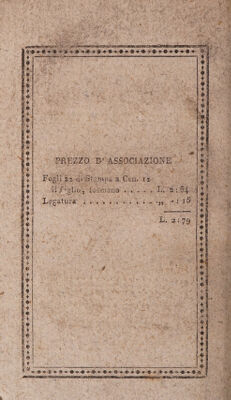 PREZZO D'ASSOCIAZIONE
Fogli 22 di Stampa a Cen. 12
il foglio, formano ..... L. 2:64
Legatura ............ „ -: 15
L. 2:79